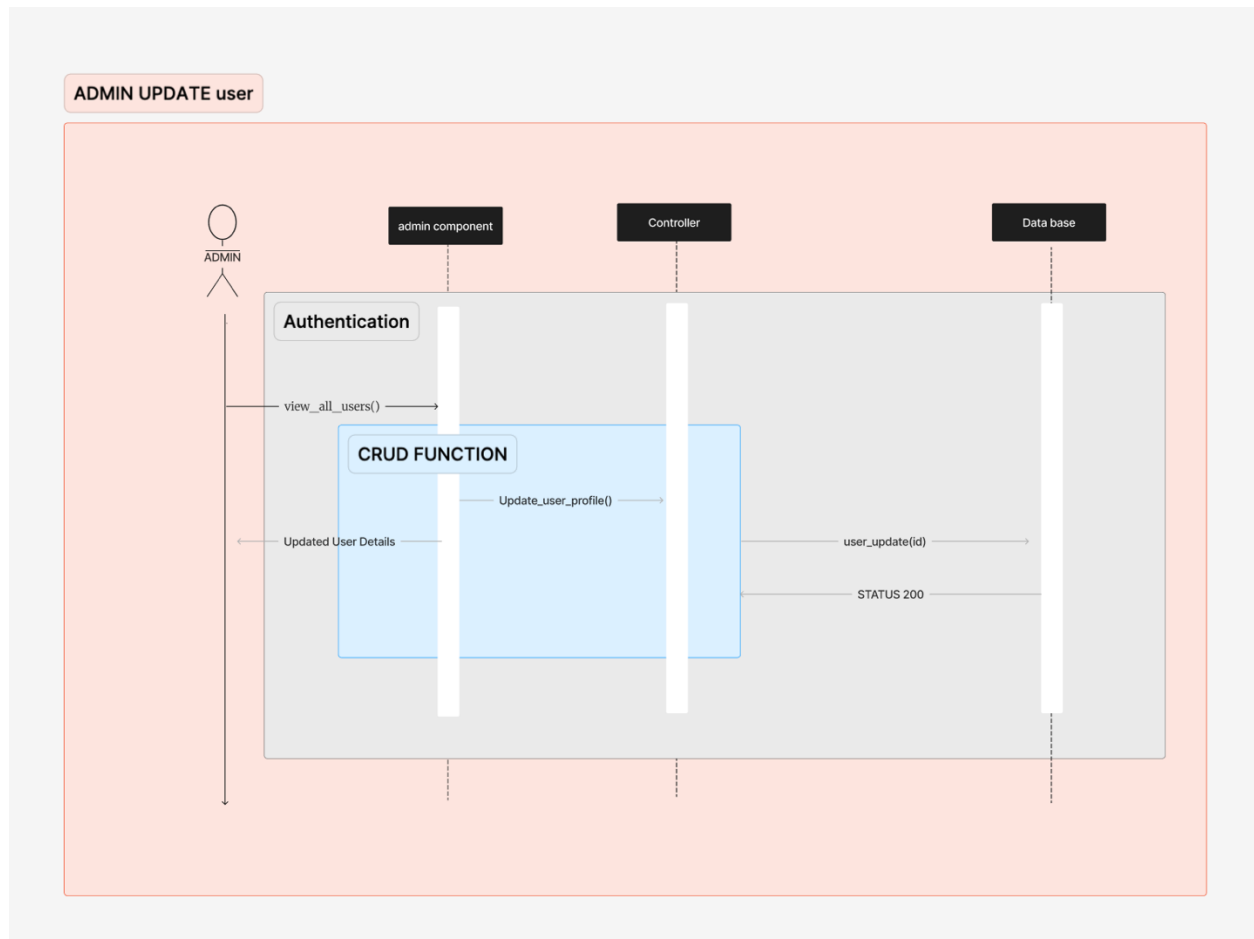 ADMIN UPDATE user
ADMIN
admin component
Controller
Data base
Authentication
view_all_users()
CRUD FUNCTION
Update_user_profile()
Updated User Details
user_update(id)
STATUS 200